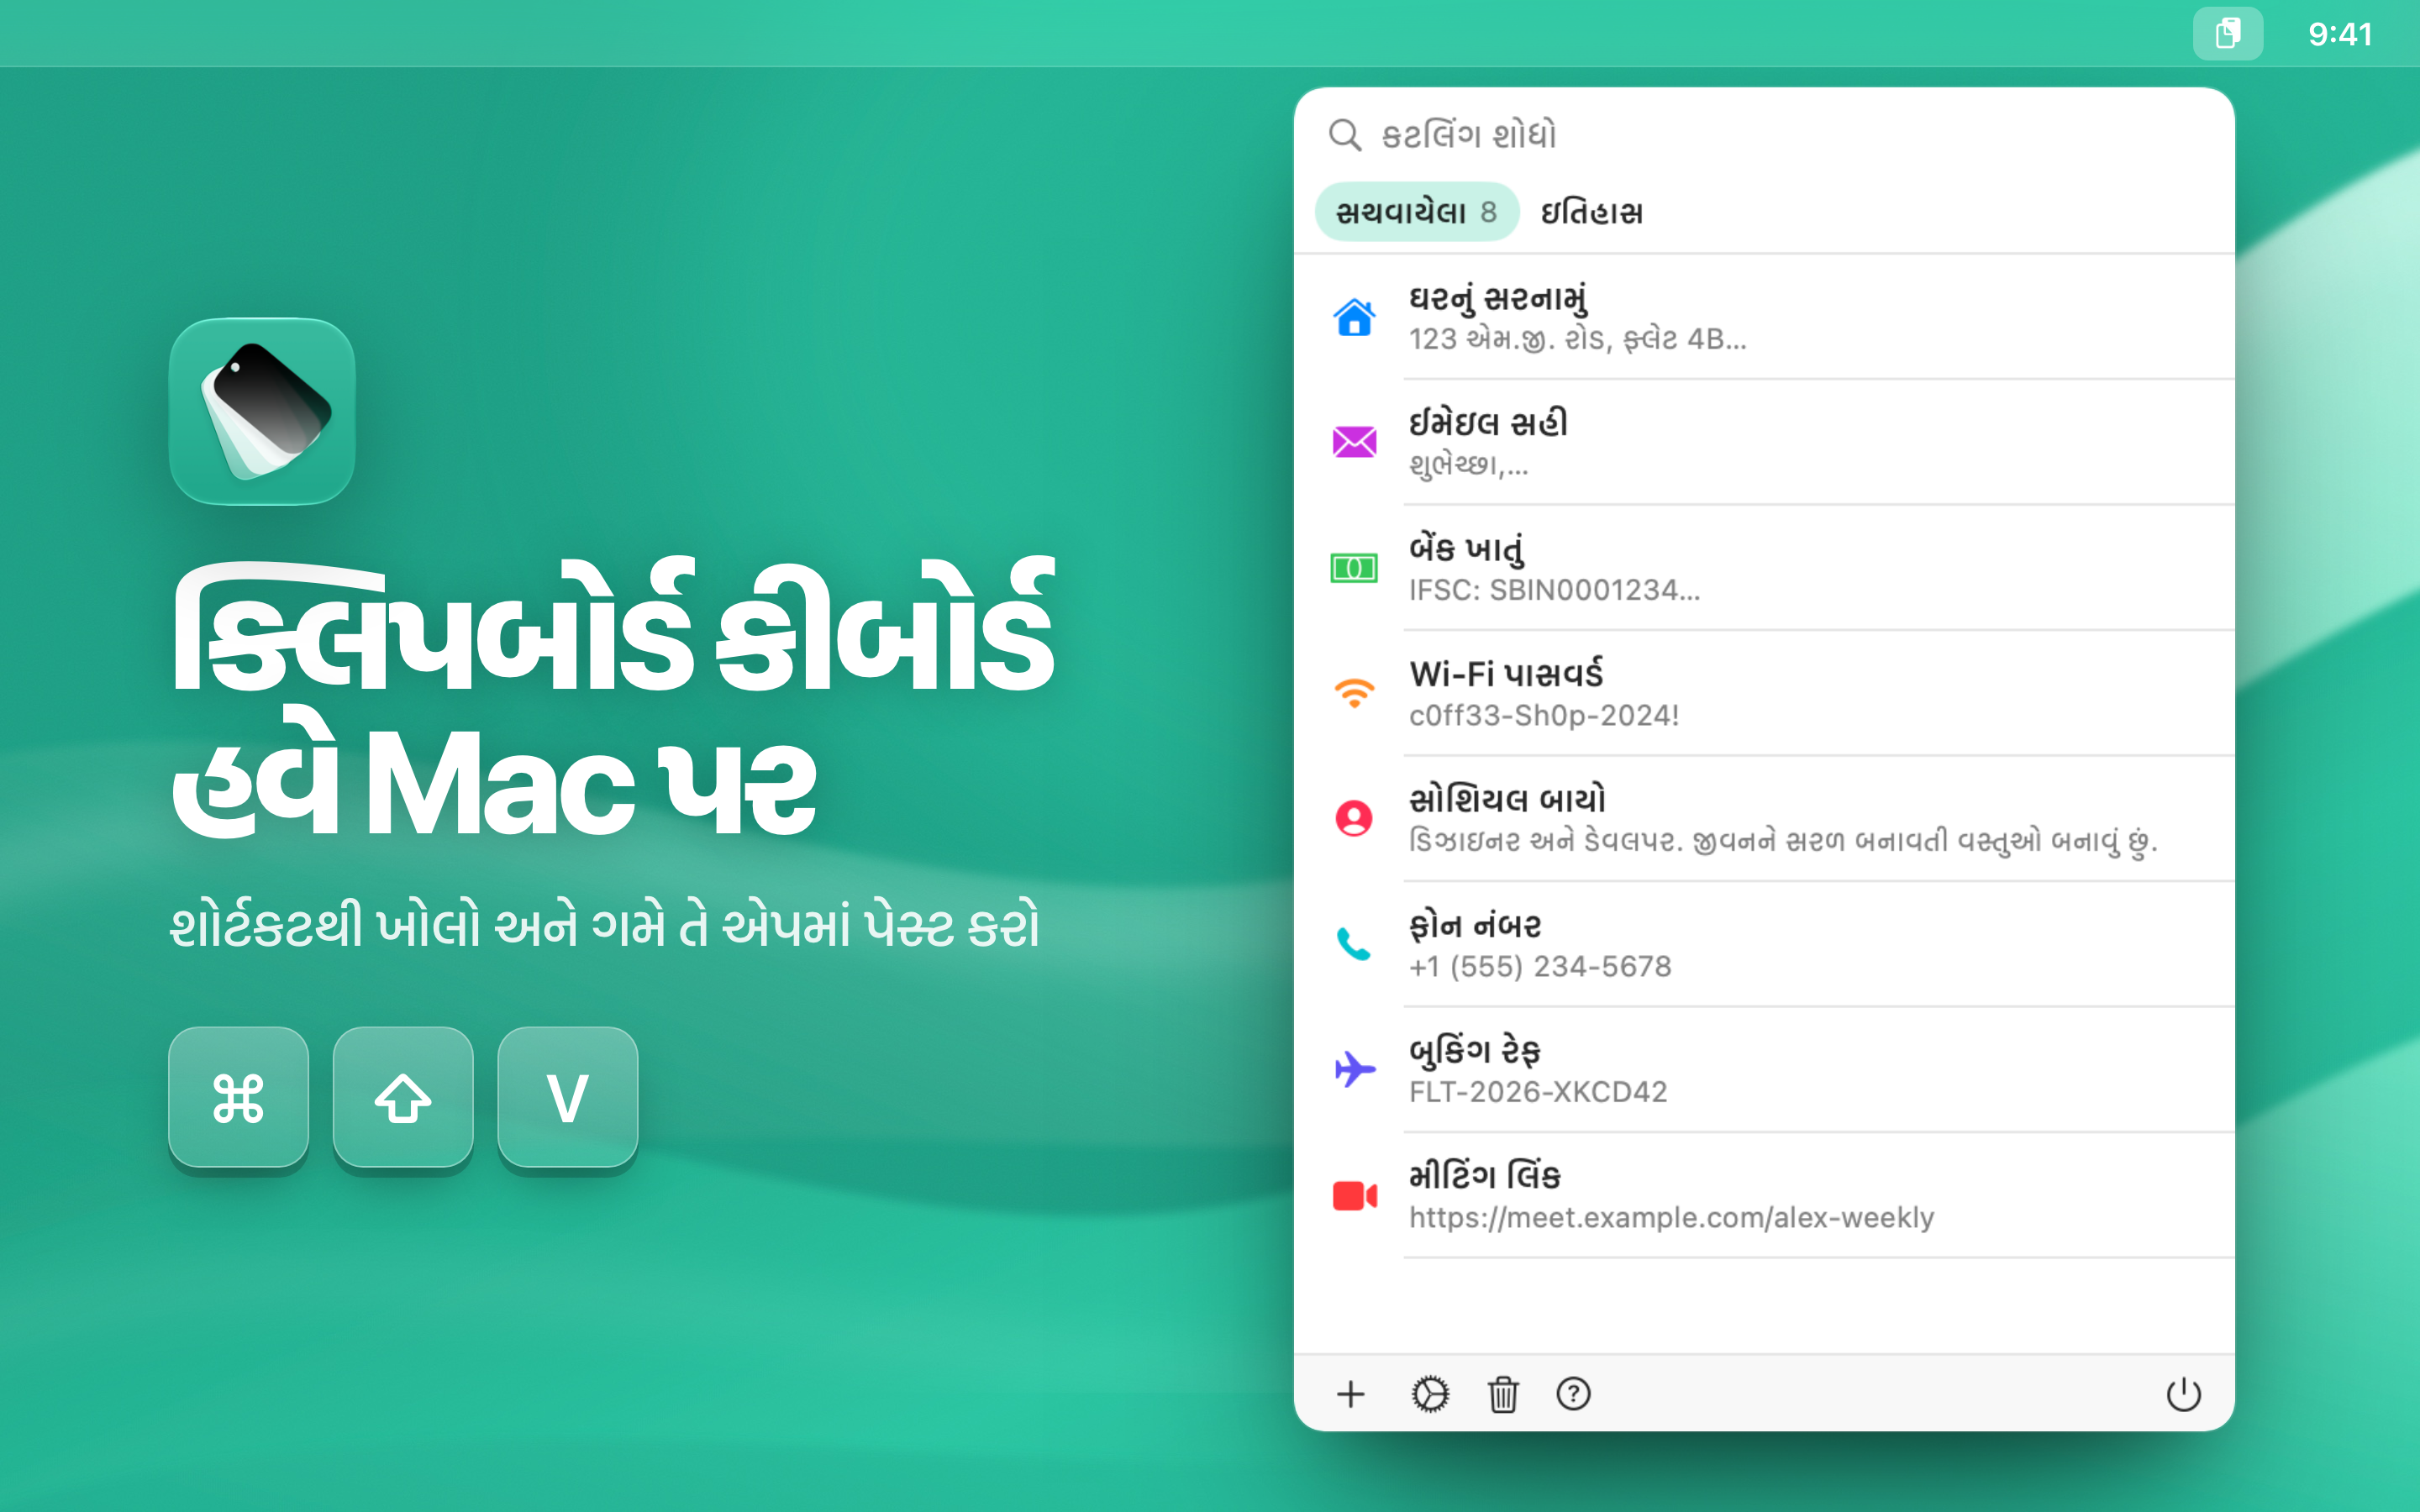 9:41
ક્લિપબોર્ડ કીબોર્ડ
હવે Mac પર
શોર્ટકટથી ખોલો અને ગમે તે એપમાં પેસ્ટ કરો
⌘ ⇧ V
કટલિંગ શોધો
સચવાયેલા 8 ઇતિહાસ
ઘરનું સરનામું
123 એમ.જી. રોડ, ફ્લેટ 4B...
ઈમેઇલ સહી
શુભેચ્છા,...
બેંક ખાતું
IFSC: SBIN0001234...
Wi-Fi પાસવર્ડ
c0ff33-Sh0p-2024!
સોશિયલ બાયો
ડિઝાઇનર અને ડેવલપર. જીવનને સરળ બનાવતી વસ્તુઓ બનાવું છું.
ફોન નંબર
+1 (555) 234-5678
બુકિંગ રેફ
FLT-2026-XKCD42
મીટિંગ લિંક
https://meet.example.com/alex-weekly